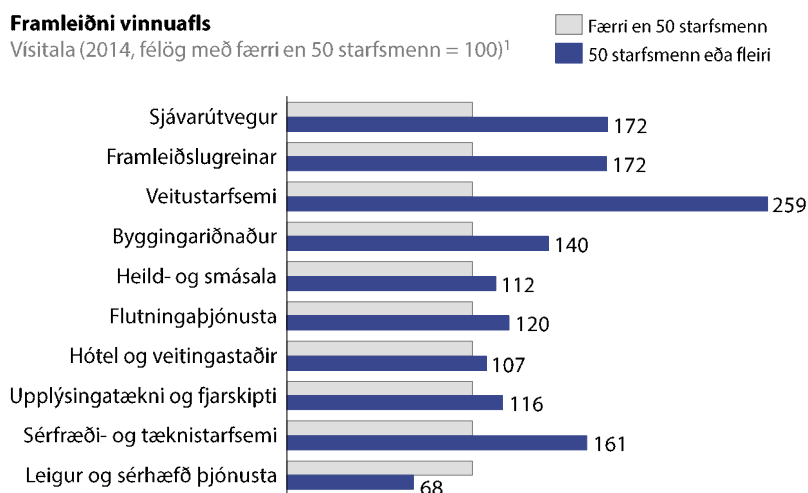 Framleiðni vinnuafls
Vísitala (2014, félög með færri en 50 starfsmenn = 100)¹
Færri en 50 starfsmenn
50 starfsmenn eða fleiri
Sjávarútvegur 172
Framleiðslugreinar 172
Veitustarfsemi 259
Byggingariðnaður 140
Heild- og smásala 112
Flutningaþjónusta 120
Hótel og veitingastaðir 107
Upplýsingatækni og fjarskipti 116
Sérfræði- og tæknistarfsemi 161
Leigur og sérhæfð þjónusta 68